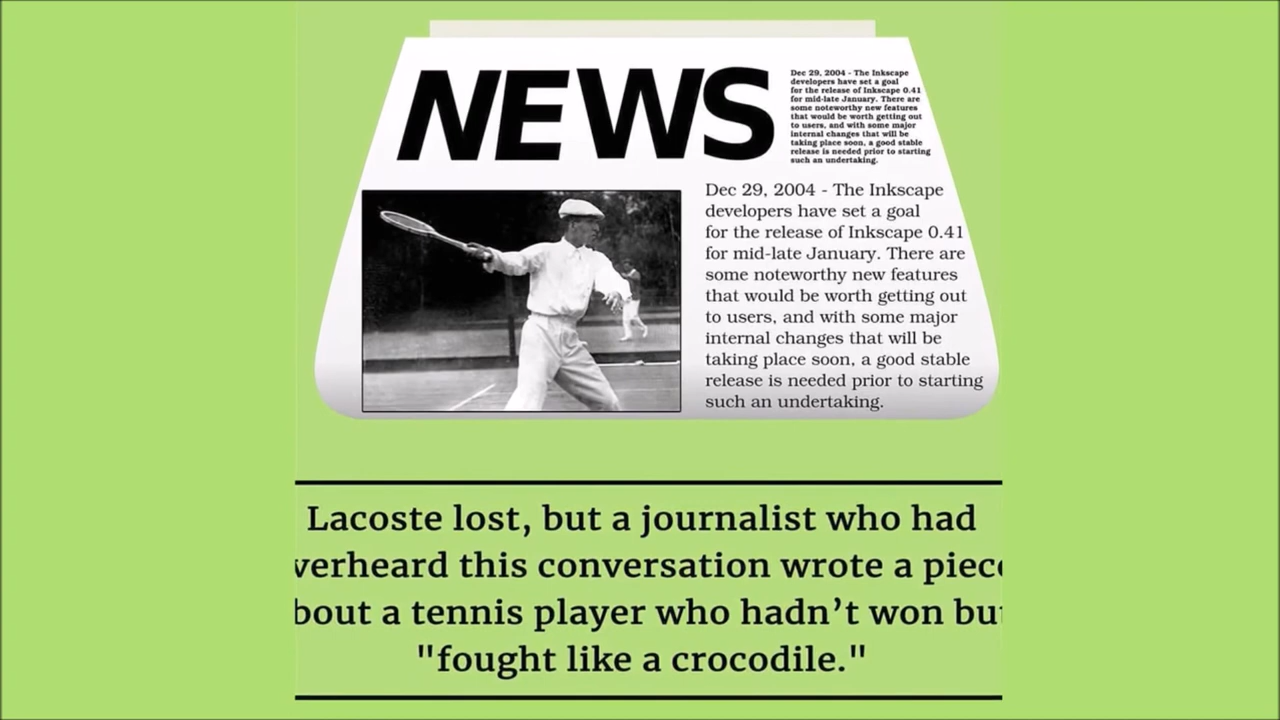 NEWS
Dec 29, 2004 - The Inkscape
developers have set a goal
for the release of Inkscape 0.41
for mid-late January. There are
some noteworthy new features
that would be worth getting out
to users, and with some major
internal changes that will be
taking place soon, a good stable
release is needed prior to starting
such an undertaking.
Dec 29, 2004 - The Inkscape
developers have set a goal
for the release of Inkscape 0.41
for mid-late January. There are
some noteworthy new features
that would be worth getting out
to users, and with some major
internal changes that will be
taking place soon, a good stable
release is needed prior to starting
such an undertaking.
Lacoste lost, but a journalist who had
verheard this conversation wrote a piec
bout a tennis player who hadn’t won bu
"fought like a crocodile."